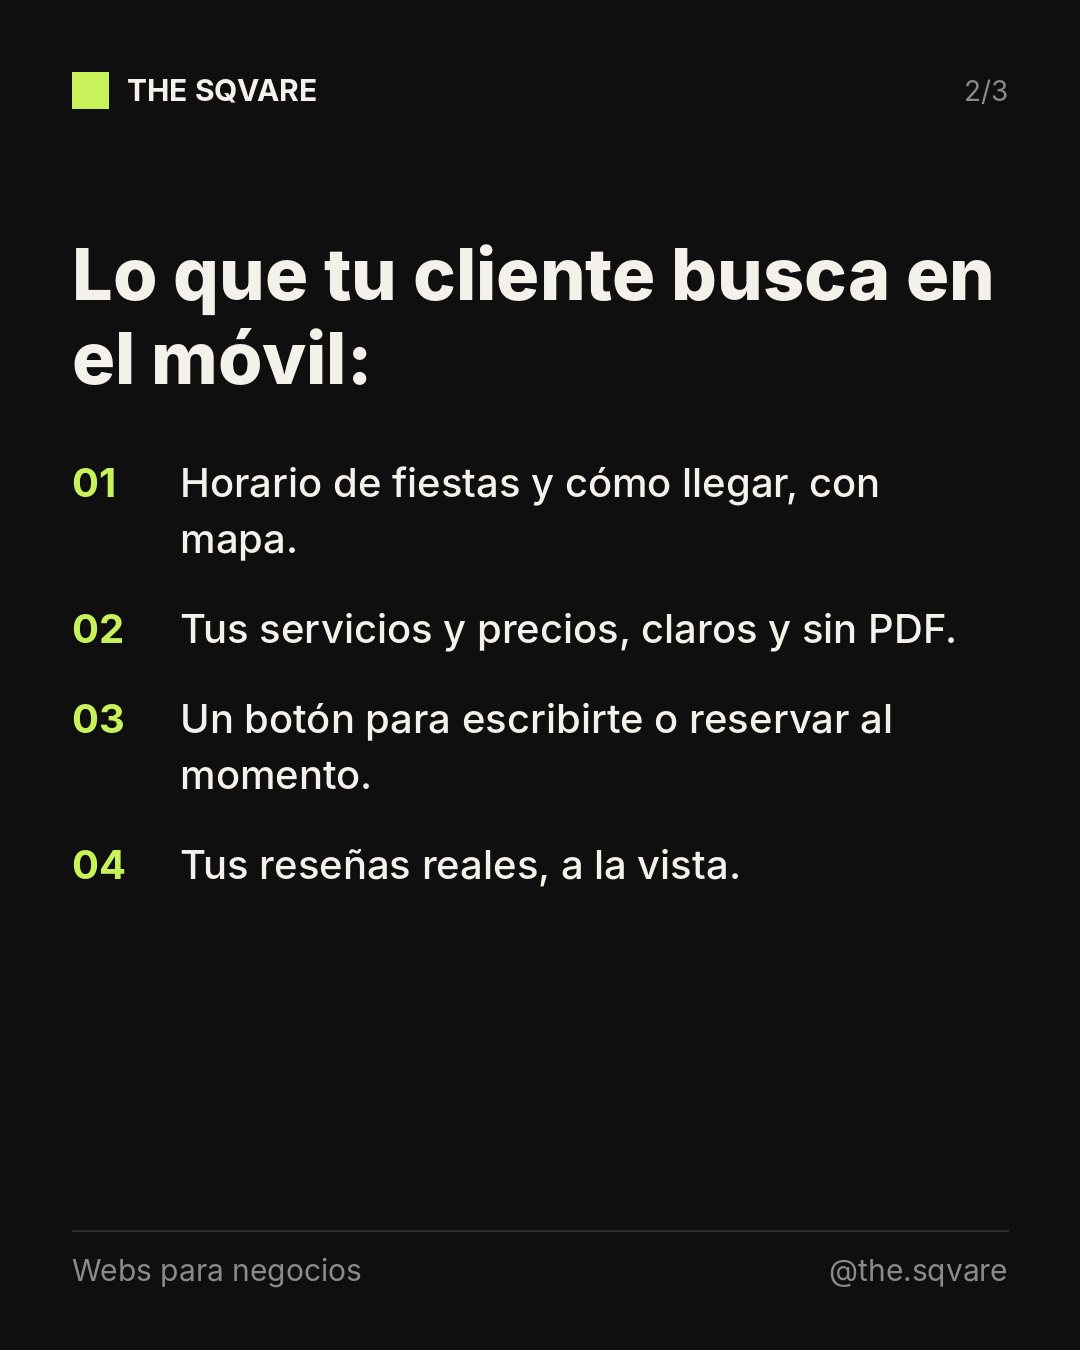 THE SQVARE
2/3
Lo que tu cliente busca en
el móvil:
01 Horario de fiestas y cómo llegar, con
mapa.
02 Tus servicios y precios, claros y sin PDF.
03 Un botón para escribirte o reservar al
momento.
04 Tus reseñas reales, a la vista.
Webs para negocios
@the.sqvare